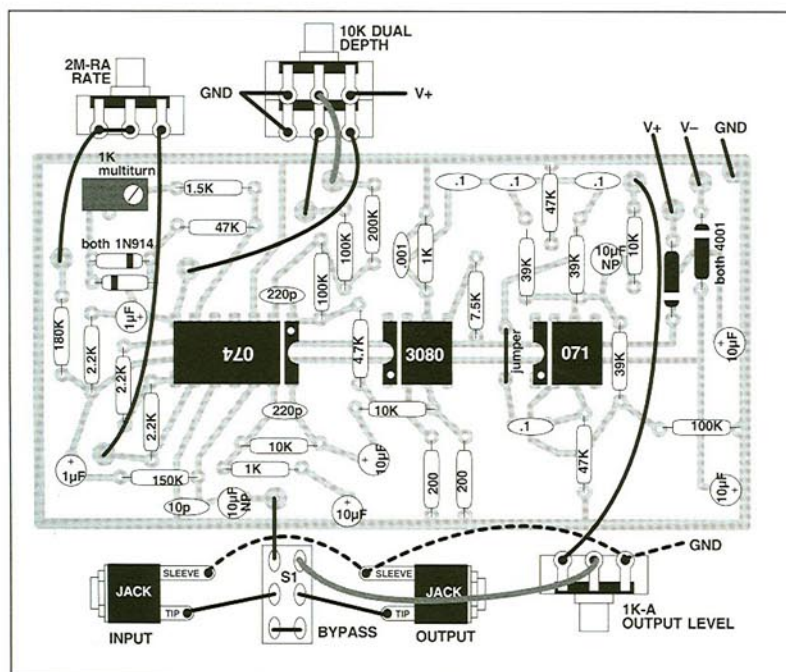 10K DUAL
DEPTH
2M-RA
RATE
GND
V+
V+
V−
GND
1K
multiturn
1.5K
47K
both 1N914
1µF
+
180K
2.2K
2.2K
2.2K
1µF
+
150K
10p
220p
074
220p
10K
1K
10µF
NP
100K
100K
200K
4.7K
10µF
+
10µF
+
.001
1K
3080
10K
200
200
7.5K
.1
.1
.1
47K
39K
39K
10µF
NP
10K
jumper
071
39K
.1
47K
both 4001
10µF
+
100K
10µF
+
SLEEVE
JACK
TIP
INPUT
S1
BYPASS
SLEEVE
JACK
TIP
OUTPUT
GND
1K-A
OUTPUT LEVEL